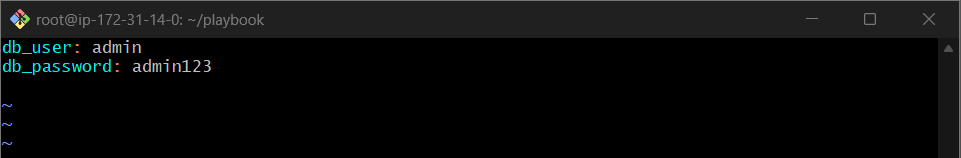 root@ip-172-31-14-0: ~/playbook
db_user: admin
db_password: admin123
~
~
~